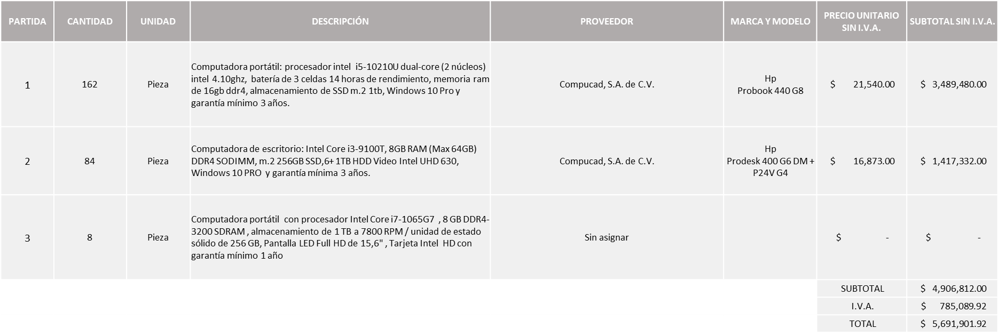 PARTIDA CANTIDAD UNIDAD DESCRIPCIÓN PROVEEDOR MARCA Y MODELO PRECIO UNITARIO SIN I.V.A. SUBTOTAL SIN I.V.A.
1
162
Pieza
Computadora portátil: procesador intel i5-10210U dual-core (2 núcleos)
intel 4.10ghz, batería de 3 celdas 14 horas de rendimiento, memoria ram
de 16gb ddr4, almacenamiento de SSD m.2 1tb, Windows 10 Pro y
garantía mínimo 3 años.
Compucad, S.A. de C.V.
Hp
Probook 440 G8
$ 21,540.00
$ 3,489,480.00
2
84
Pieza
Computadora de escritorio: Intel Core i3-9100T, 8GB RAM (Max 64GB)
DDR4 SODIMM, m.2 256GB SSD,6+ 1TB HDD Video Intel UHD 630,
Windows 10 PRO y garantía mínima 3 años.
Compucad, S.A. de C.V.
Hp
Prodesk 400 G6 DM +
P24V G4
$ 16,873.00
$ 1,417,332.00
3
8
Pieza
Computadora portátil con procesador Intel Core i7-1065G7 , 8 GB DDR4-
3200 SDRAM , almacenamiento de 1 TB a 7800 RPM / unidad de estado
sólido de 256 GB, Pantalla LED Full HD de 15,6" , Tarjeta Intel HD con
garantía mínimo 1 año
Sin asignar
$ -
$ -
SUBTOTAL $ 4,906,812.00
I.V.A. $ 785,089.92
TOTAL $ 5,691,901.92